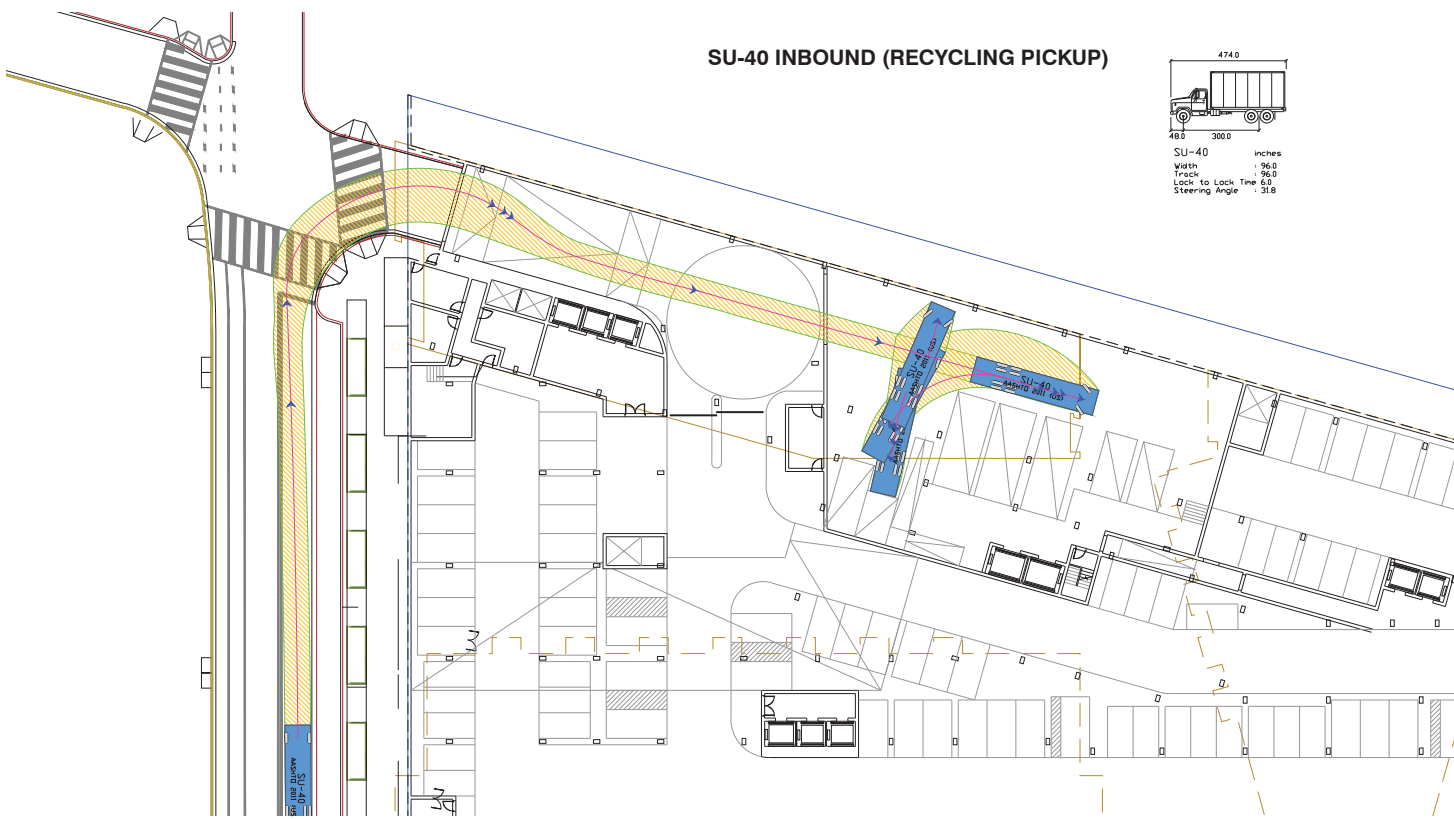 SU-40 INBOUND (RECYCLING PICKUP)
474.0
48.0 300.0
SU-40 inches
Width : 96.0
Track : 96.0
Lock to Lock Time : 6.0
Steering Angle : 31.8
SU-40
AASHTO 2011 (US)
SU-40
AASHTO 2011 (US)
AASHTO
SU-40
AASHTO 2011